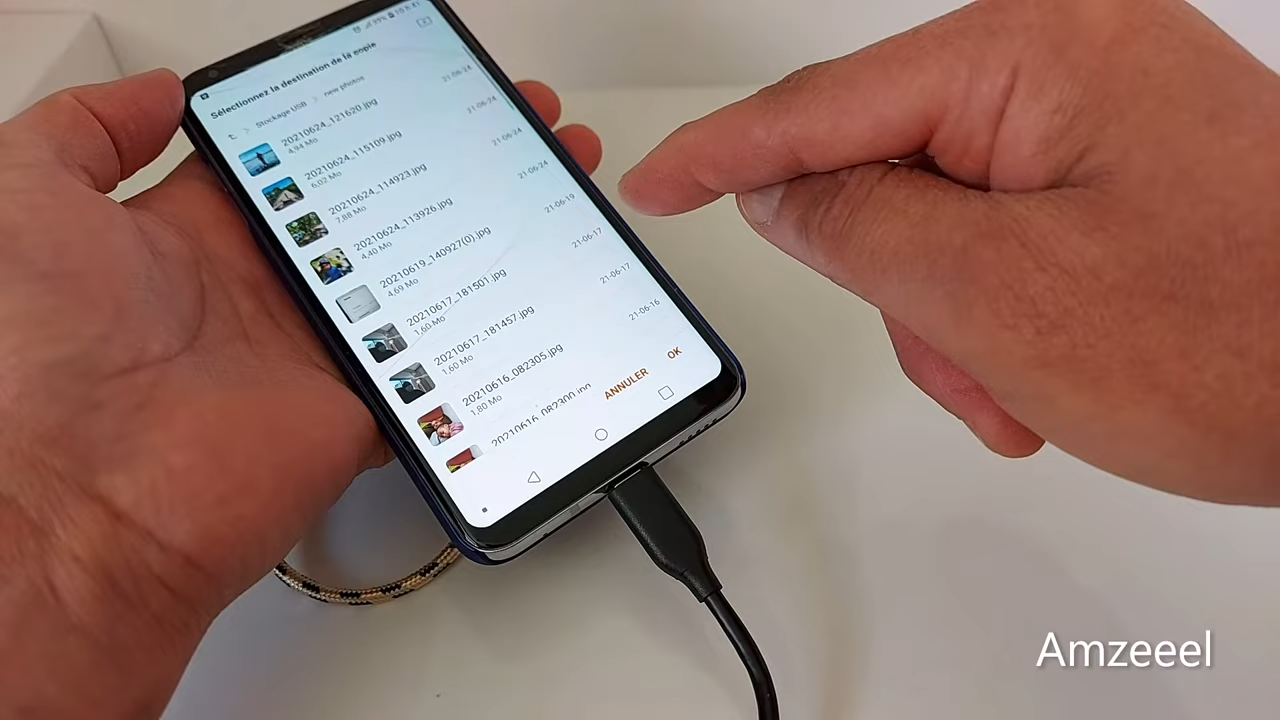 Sélectionnez la destination de la copie
Stockage USB > new photos
20210624_121620.jpg
4,94 Mo
21-06-24
20210624_115109.jpg
6,02 Mo
21-06-24
20210624_114923.jpg
7,88 Mo
21-06-24
20210624_113926.jpg
4,40 Mo
21-06-24
20210619_140927(0).jpg
4,69 Mo
21-06-19
20210617_181501.jpg
1,60 Mo
21-06-17
20210617_181457.jpg
1,60 Mo
21-06-17
20210616_082305.jpg
1,80 Mo
21-06-16
20210616_082300.jpg
ANNULER
OK
Amzeeel